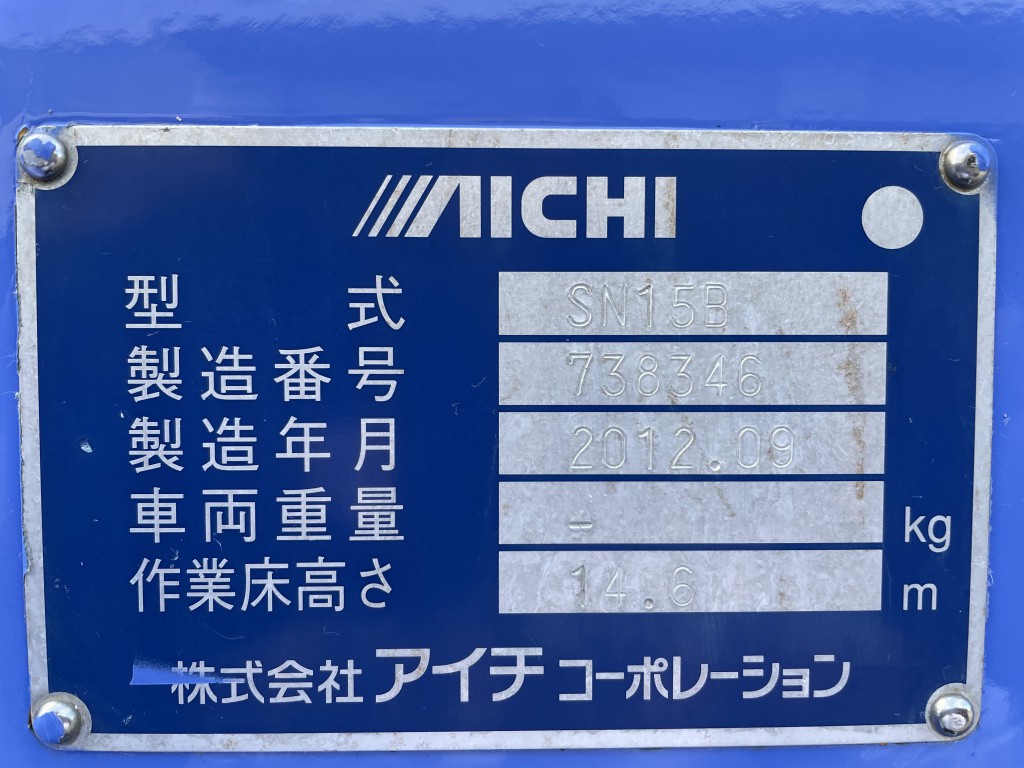 AICHI
型式 SN15B
製造番号 738346
製造年月 2012.09
車両重量 - kg
作業床高さ 14.6 m
株式会社アイチコーポレーション